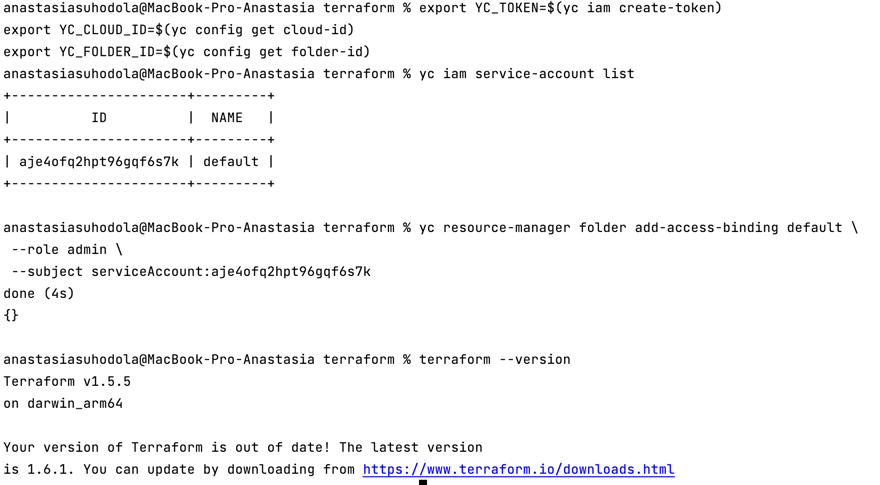 anastasiasuhodola@MacBook-Pro-Anastasia terraform % export YC_TOKEN=$(yc iam create-token)
export YC_CLOUD_ID=$(yc config get cloud-id)
export YC_FOLDER_ID=$(yc config get folder-id)
anastasiasuhodola@MacBook-Pro-Anastasia terraform % yc iam service-account list
+----------------------+---------+
|          ID          |  NAME   |
+----------------------+---------+
| aje4ofq2hpt96gqf6s7k | default |
+----------------------+---------+
anastasiasuhodola@MacBook-Pro-Anastasia terraform % yc resource-manager folder add-access-binding default \
 --role admin \
 --subject serviceAccount:aje4ofq2hpt96gqf6s7k
done (4s)
{}
anastasiasuhodola@MacBook-Pro-Anastasia terraform % terraform --version
Terraform v1.5.5
on darwin_arm64
Your version of Terraform is out of date! The latest version
is 1.6.1. You can update by downloading from https://www.terraform.io/downloads.html